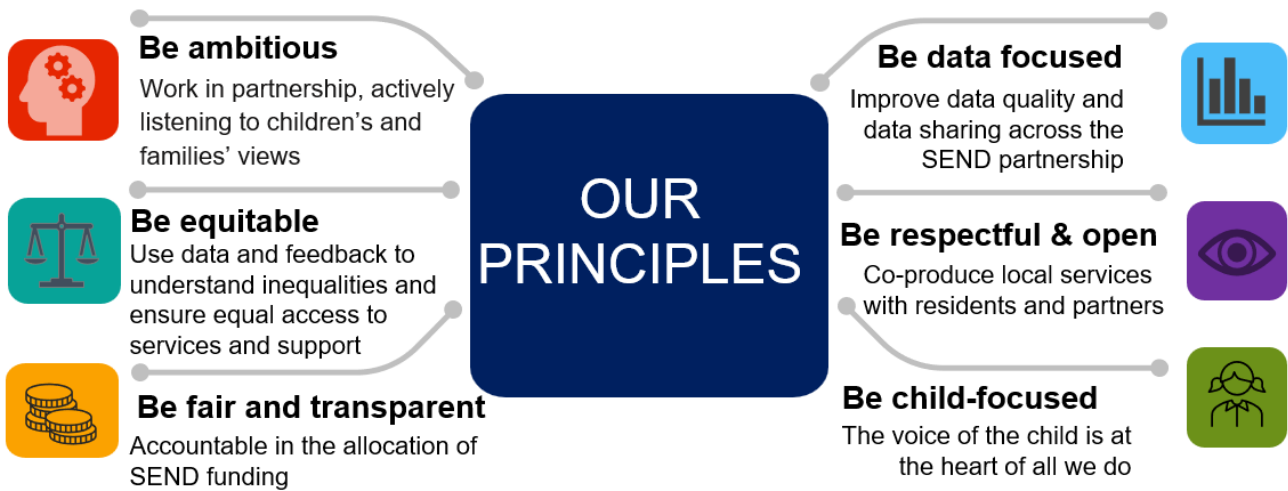 Be ambitious
Work in partnership, actively
listening to children’s and
families’ views
Be equitable
Use data and feedback to
understand inequalities and
ensure equal access to
services and support
Be fair and transparent
Accountable in the allocation of
SEND funding
OUR
PRINCIPLES
Be data focused
Improve data quality and
data sharing across the
SEND partnership
Be respectful & open
Co-produce local services
with residents and partners
Be child-focused
The voice of the child is at
the heart of all we do